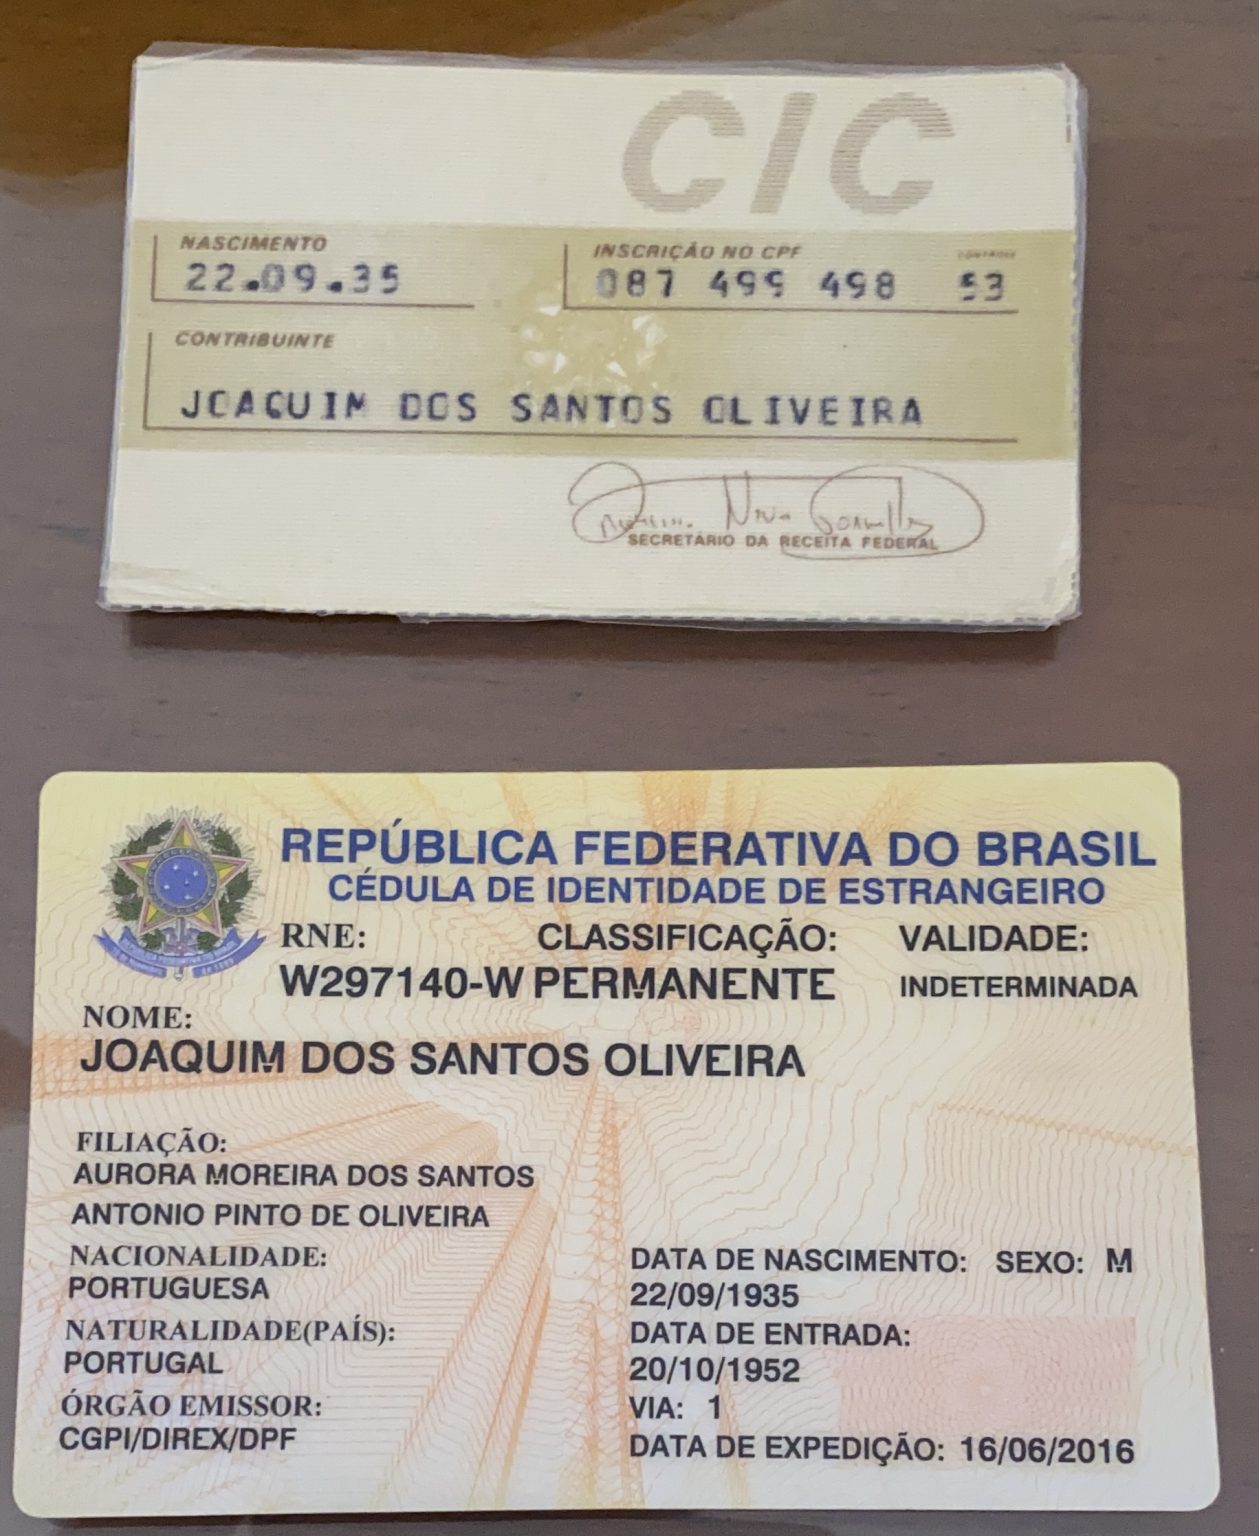 CIC
NASCIMENTO
22.09.35
INSCRIÇÃO NO CPF CONTROLE
087 499 498 53
CONTRIBUINTE
JOAQUIM DOS SANTOS OLIVEIRA
SECRETÁRIO DA RECEITA FEDERAL
REPÚBLICA FEDERATIVA DO BRASIL
CÉDULA DE IDENTIDADE DE ESTRANGEIRO
RNE: CLASSIFICAÇÃO: VALIDADE:
W297140-W PERMANENTE INDETERMINADA
NOME:
JOAQUIM DOS SANTOS OLIVEIRA
FILIAÇÃO:
AURORA MOREIRA DOS SANTOS
ANTONIO PINTO DE OLIVEIRA
NACIONALIDADE:
PORTUGUESA
NATURALIDADE(PAÍS):
PORTUGAL
ÓRGÃO EMISSOR:
CGPI/DIREX/DPF
DATA DE NASCIMENTO: SEXO: M
22/09/1935
DATA DE ENTRADA:
20/10/1952
VIA: 1
DATA DE EXPEDIÇÃO: 16/06/2016